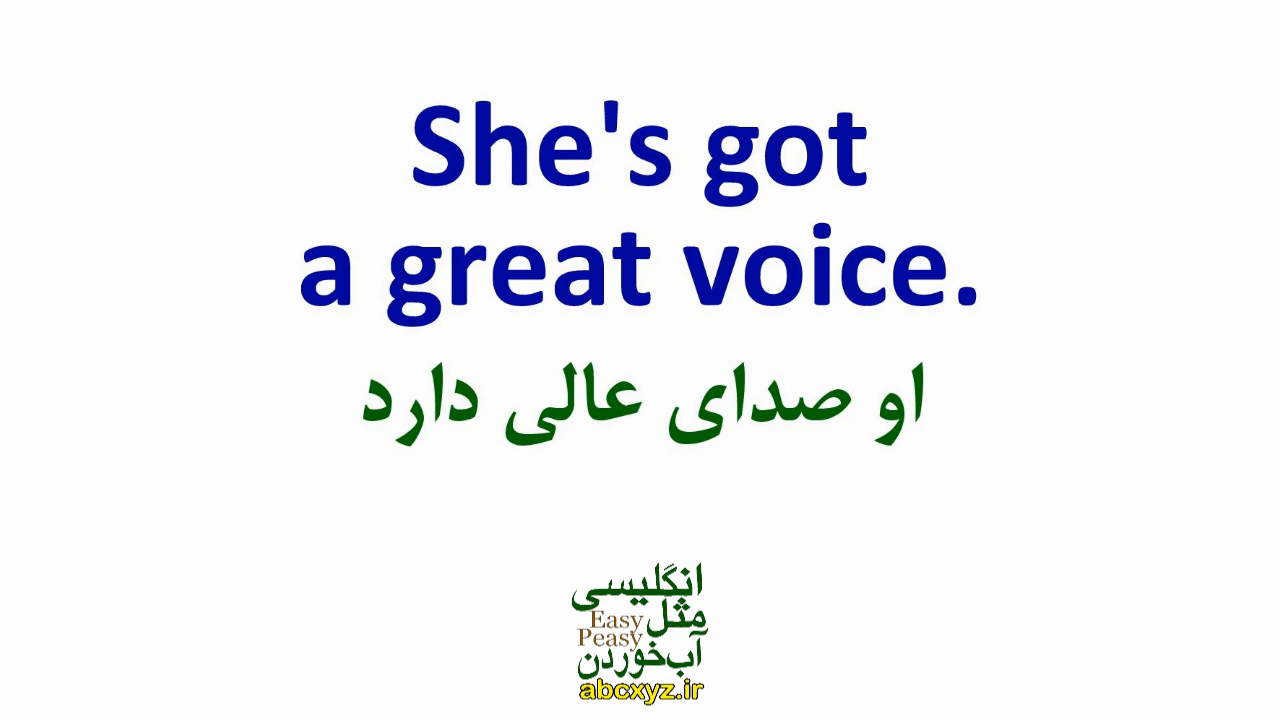 She's got
a great voice.
او صدای عالی دارد
انگلیسی
مثل Easy
Peasy
آب‌خوردن
abcxyz.ir